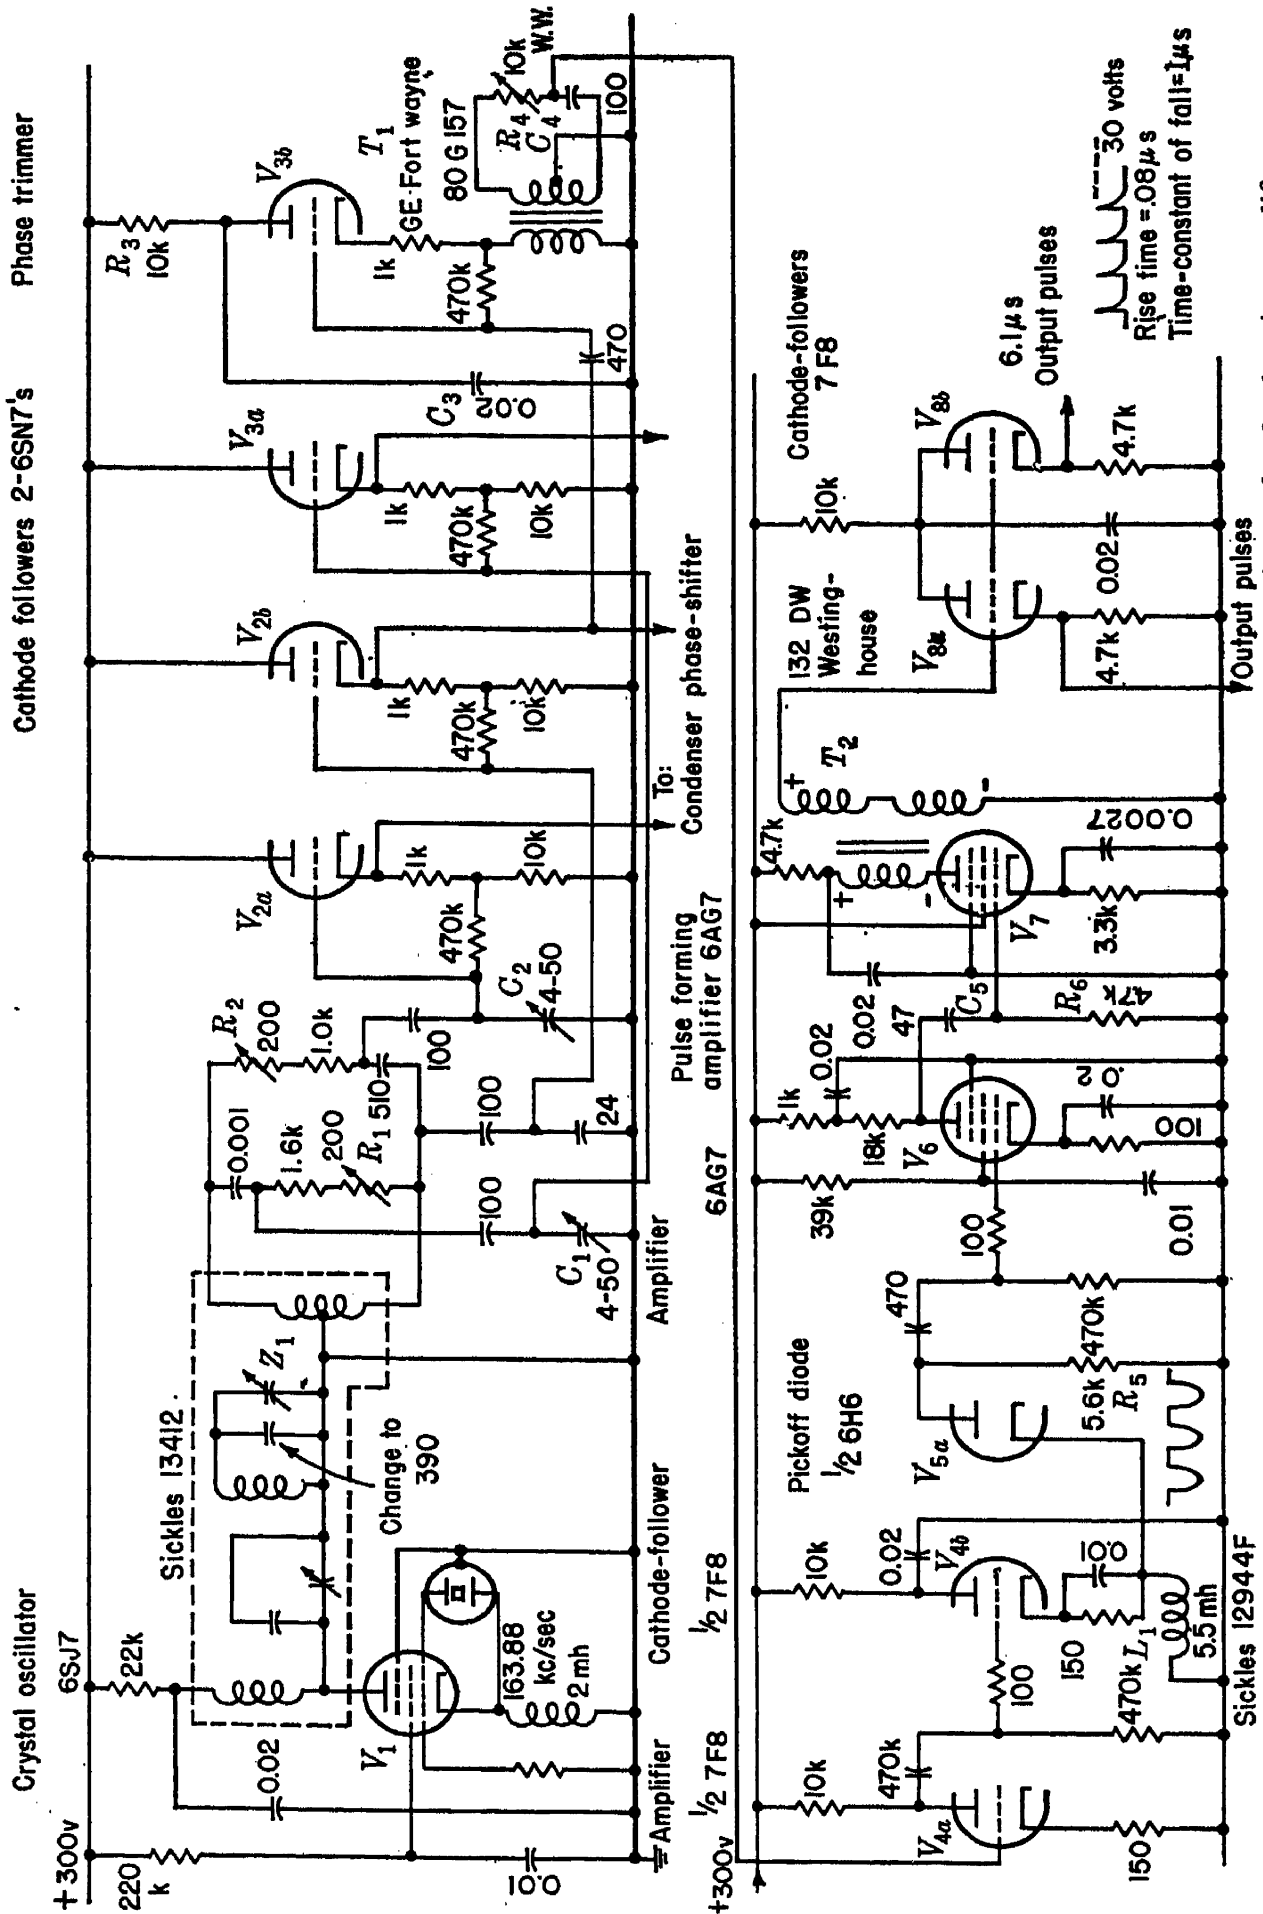 Crystal oscillator
Cathode followers 2-6SN7's
Phase trimmer
+300v
6SJ7
220
k
22k
0.02
Sickles 13412
Z1
Change to
390
V1
163.88
kc/sec
2 mh
10.0
0.001
1.6k
200
R1
R2
200
1.0k
510
100
100
100
24
C1
4-50
C2
4-50
470k
V2a
1k
10k
V2b
470k
1k
10k
V3a
470k
1k
10k
C3
0.02
R3
10k
V3b
1k
470k
470
T1
GE-Fort wayne
80 G 157
R4
C4
10k
W.W.
100
To:
Condenser phase-shifter
Amplifier
Cathode-follower
Amplifier
Pulse forming
amplifier 6AG7
+300v
1/2 7F8
1/2 7F8
Pickoff diode
1/2 6H6
6AG7
132 DW
Westing-
house
Cathode-followers
7 F8
10k
470k
V4a
150
100
470k
10k
0.02
V4b
150
0.01
L1
5.5mh
Sickles 12944F
V5a
5.6k
R5
470
470k
100
39k
0.01
1k
0.02
18k
V6
100
0.2
0.02
47
C5
R6
47k
4.7k
+
-
V7
3.3k
0.0027
T2
+
-
V8a
4.7k
0.02
10k
V8b
4.7k
6.1μs
Output pulses
Output pulses
30 volts
Rise time =.08μs
Time-constant of fall=1μs